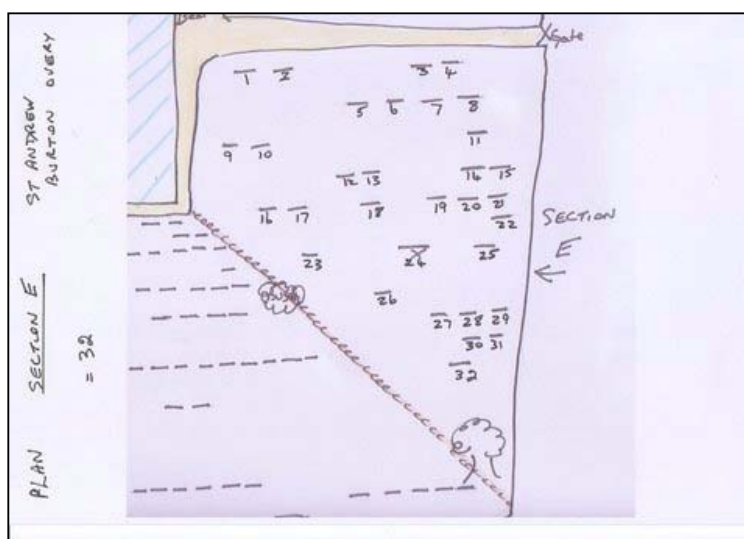 ST ANDREW
BURTON OVERY
PLAN SECTION E
= 32
Gate
1 2 3 4
5 6 7 8
11
9 10
12 13 14 15
16 17 18 19 20 21
22
SECTION
E
23 24 25
BUSH
26
27 28 29
30 31
32